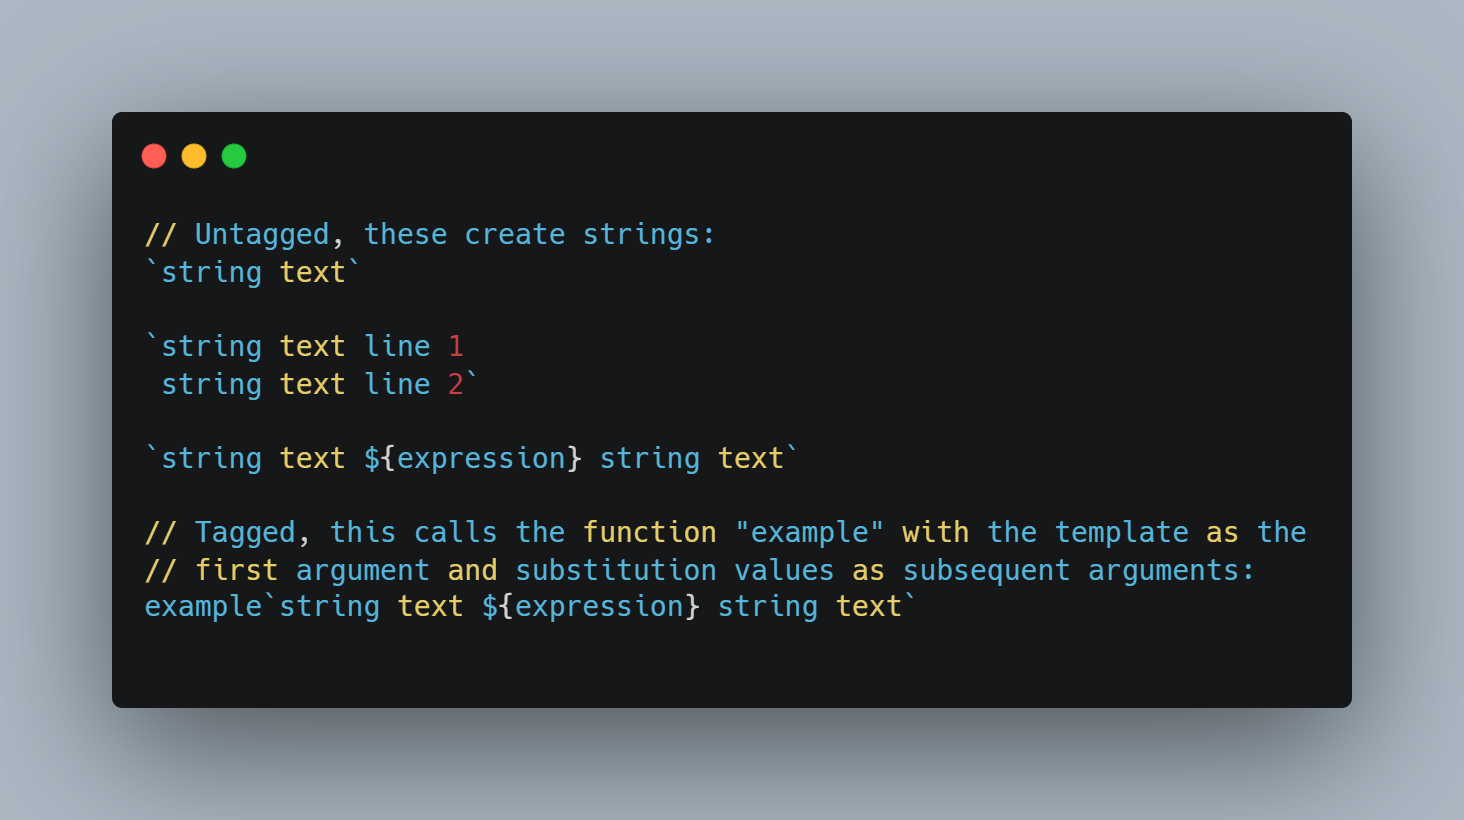 // Untagged, these create strings:
`string text`

`string text line 1
 string text line 2`

`string text ${expression} string text`

// Tagged, this calls the function "example" with the template as the
// first argument and substitution values as subsequent arguments:
example`string text ${expression} string text`